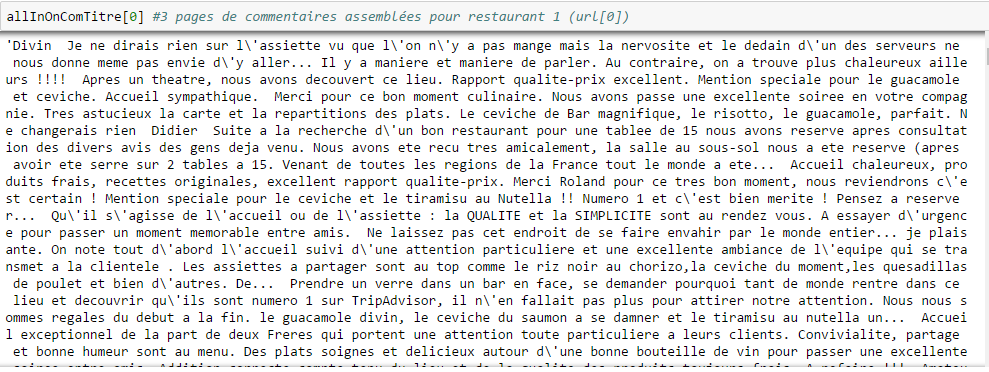 allInOnComTitre[0] #3 pages de commentaires assemblées pour restaurant 1 (url[0])
'Divin  Je ne dirais rien sur l\'assiette vu que l\'on n\'y a pas mange mais la nervosite et le dedain d\'un des serveurs ne
nous donne meme pas envie d\'y aller... Il y a maniere et maniere de parler. Au contraire, on a trouve plus chaleureux aille
urs !!!!  Apres un theatre, nous avons decouvert ce lieu. Rapport qualite-prix excellent. Mention speciale pour le guacamole
et ceviche. Accueil sympathique.  Merci pour ce bon moment culinaire. Nous avons passe une excellente soiree en votre compag
nie. Tres astucieux la carte et la repartitions des plats. Le ceviche de Bar magnifique, le risotto, le guacamole, parfait. N
e changerais rien  Didier  Suite a la recherche d\'un bon restaurant pour une tablee de 15 nous avons reserve apres consultat
ion des divers avis des gens deja venu. Nous avons ete recu tres amicalement, la salle au sous-sol nous a ete reserve (apres
avoir ete serre sur 2 tables a 15. Venant de toutes les regions de la France tout le monde a ete...  Accueil chaleureux, pro
duits frais, recettes originales, excellent rapport qualite-prix. Merci Roland pour ce tres bon moment, nous reviendrons c\'e
st certain ! Mention speciale pour le ceviche et le tiramisu au Nutella !! Numero 1 et c\'est bien merite ! Pensez a reserve
r...  Qu\'il s\'agisse de l\'accueil ou de l\'assiette : la QUALITE et la SIMPLICITE sont au rendez vous. A essayer d\'urgenc
e pour passer un moment memorable entre amis.  Ne laissez pas cet endroit de se faire envahir par le monde entier... je plais
ante. On note tout d\'abord l\'accueil suivi d\'une attention particuliere et une excellente ambiance de l\'equipe qui se tra
nsmet a la clientele . Les assiettes a partager sont au top comme le riz noir au chorizo,la ceviche du moment,les quesadillas
de poulet et bien d\'autres. De...  Prendre un verre dans un bar en face, se demander pourquoi tant de monde rentre dans ce
lieu et decouvrir qu\'ils sont numero 1 sur TripAdvisor, il n\'en fallait pas plus pour attirer notre attention. Nous nous s
ommes regales du debut a la fin. le guacamole divin, le ceviche du saumon a se damner et le tiramisu au nutella un...  Accuei
l exceptionnel de la part de deux Freres qui portent une attention toute particuliere a leurs clients. Convivialite, partage
et bonne humeur sont au menu. Des plats soignes et delicieux autour d\'une bonne bouteille de vin pour passer une excellente